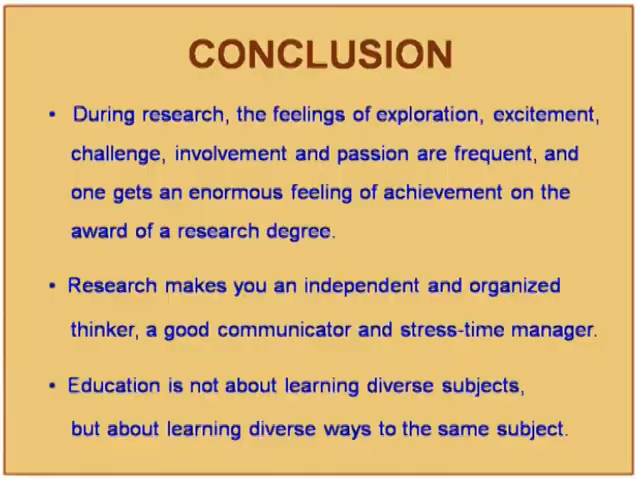 CONCLUSION
• During research, the feelings of exploration, excitement,
challenge, involvement and passion are frequent, and
one gets an enormous feeling of achievement on the
award of a research degree.
• Research makes you an independent and organized
thinker, a good communicator and stress-time manager.
• Education is not about learning diverse subjects,
but about learning diverse ways to the same subject.